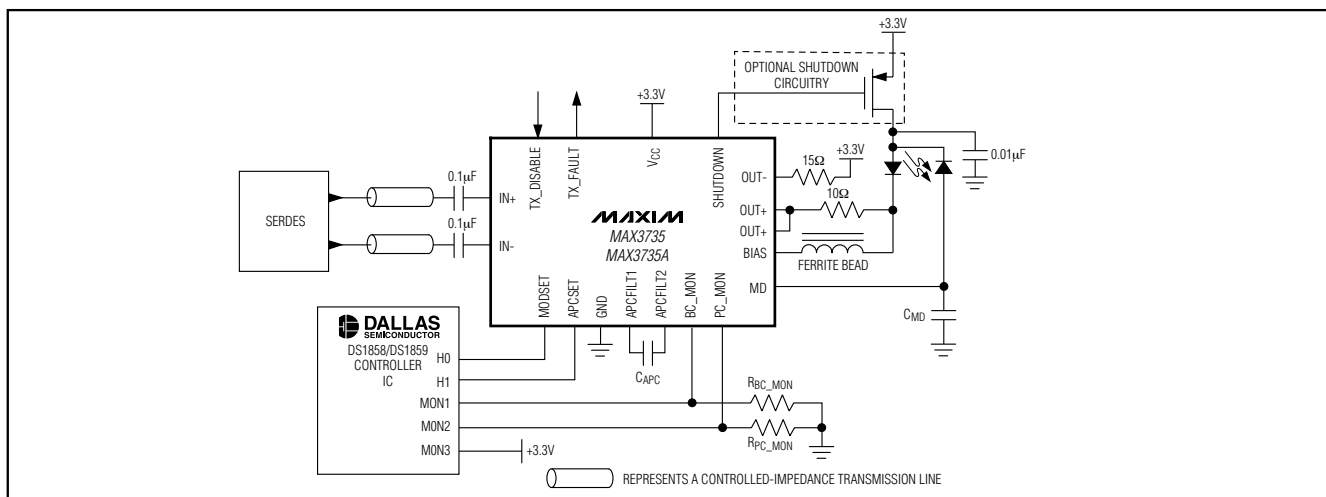 +3.3V
OPTIONAL SHUTDOWN
CIRCUITRY
+3.3V
TX_DISABLE
TX_FAULT
VCC
SHUTDOWN
0.01µF
15Ω
+3.3V
OUT-
10Ω
OUT+
OUT+
BIAS
FERRITE BEAD
MD
CMD
SERDES
0.1µF
IN+
0.1µF
IN-
MAXIM
MAX3735
MAX3735A
MODSET
APCSET
GND
APCFILT1
APCFILT2
BC_MON
PC_MON
CAPC
DALLAS
SEMICONDUCTOR
DS1858/DS1859
CONTROLLER
IC
H0
H1
MON1
MON2
MON3
+3.3V
RBC_MON
RPC_MON
REPRESENTS A CONTROLLED-IMPEDANCE TRANSMISSION LINE